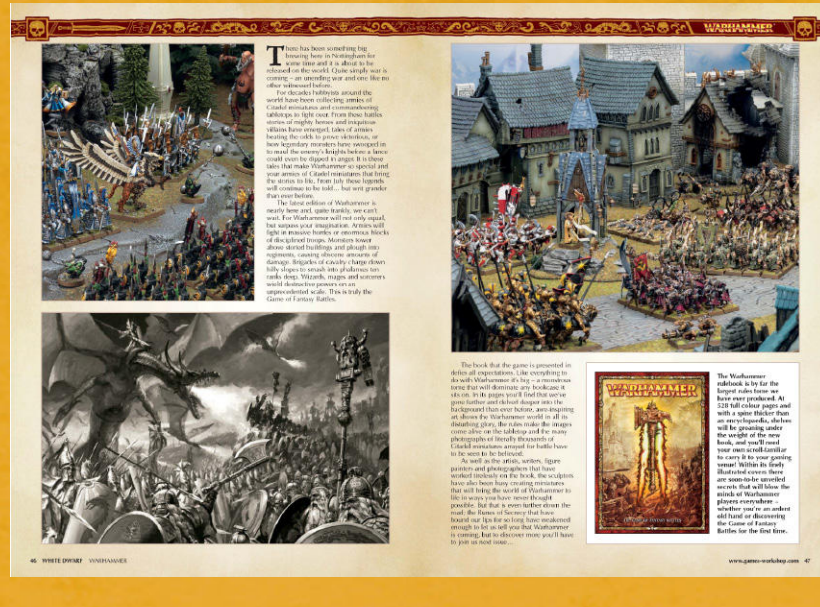 WARHAMMER
There has been something big
brewing here in Nottingham for
some time and it is about to be
released on the world. Quite simply war is
coming – an unending war and one like no
other witnessed before.
For decades hobbyists around the
world have been collecting armies of
Citadel miniatures and commandeering
tabletops to fight over. From these battles
stories of mighty heroes and iniquitous
villains have emerged, tales of armies
beating the odds to prove victorious, or
how legendary monsters have swooped in
to maul the enemy's knights before a lance
could even be dipped in anger. It is these
tales that make Warhammer so special and
your armies of Citadel miniatures that bring
the stories to life. From July these legends
will continue to be told... but writ grander
than ever before.
The latest edition of Warhammer is
nearly here and, quite frankly, we can't
wait. For Warhammer will not only equal,
but surpass your imagination. Armies will
fight in massive hordes or enormous blocks
of disciplined troops. Monsters tower
above storied buildings and plough into
regiments, causing obscene amounts of
damage. Brigades of cavalry charge down
hilly slopes to smash into phalanxes ten
ranks deep. Wizards, mages and sorcerers
wield destructive powers on an
unprecedented scale. This is truly the
Game of Fantasy Battles.
The book that the game is presented in
defies all expectations. Like everything to
do with Warhammer it's big – a monstrous
tome that will dominate any bookcase it
sits on. In its pages you'll find that we've
gone further and delved deeper into the
background than ever before, awe-inspiring
art shows the Warhammer world in all its
disturbing glory, the rules make the images
come alive on the tabletop and the many
photographs of literally thousands of
Citadel miniatures arrayed for battle have
to be seen to be believed.
As well as the artists, writers, figure
painters and photographers that have
worked tirelessly on the book, the sculptors
have also been busy creating miniatures
that will bring the world of Warhammer to
life in ways you have never thought
possible. But that is even further down the
road; the Runes of Secrecy that have
bound our lips for so long have weakened
enough to let us tell you that Warhammer
is coming, but to discover more you'll have
to join us next issue...
WARHAMMER
The Warhammer
rulebook is by far the
largest rules tome we
have ever produced. At
528 full colour pages and
with a spine thicker than
an encyclopaedia, shelves
will be groaning under
the weight of the new
book, and you'll need
your own scroll-familiar
to carry it to your gaming
venue! Within its finely
illustrated covers there
are soon-to-be unveiled
secrets that will blow the
minds of Warhammer
players everywhere –
whether you're an ardent
old hand or discovering
the Game of Fantasy
Battles for the first time.
46 WHITE DWARF WARHAMMER
www.games-workshop.com 47